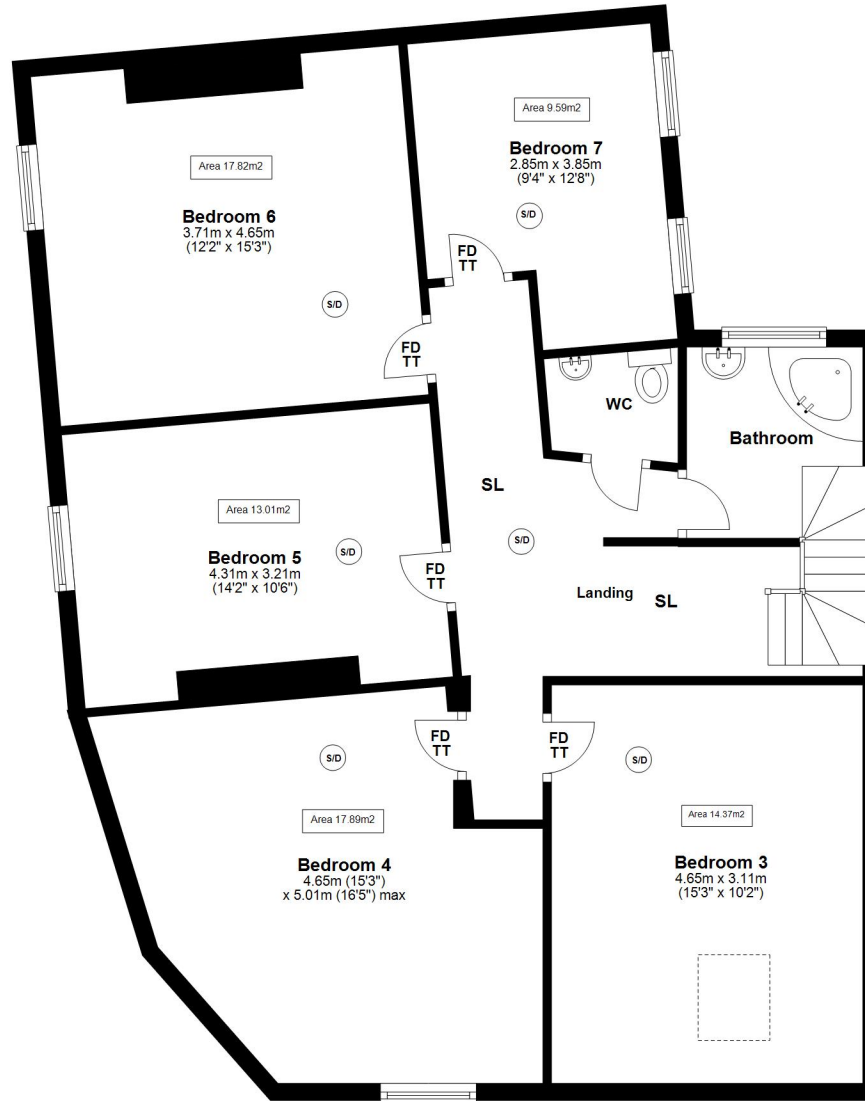 Area 9.59m2
Bedroom 7
2.85m x 3.85m
(9'4" x 12'8")
S/D
FD
TT
Area 17.82m2
Bedroom 6
3.71m x 4.65m
(12'2" x 15'3")
S/D
FD
TT
WC
Bathroom
SL
S/D
Landing
SL
Area 13.01m2
Bedroom 5
4.31m x 3.21m
(14'2" x 10'6")
S/D
FD
TT
S/D
FD
TT
Area 17.89m2
Bedroom 4
4.65m (15'3")
x 5.01m (16'5") max
FD
TT
S/D
Area 14.37m2
Bedroom 3
4.65m x 3.11m
(15'3" x 10'2")